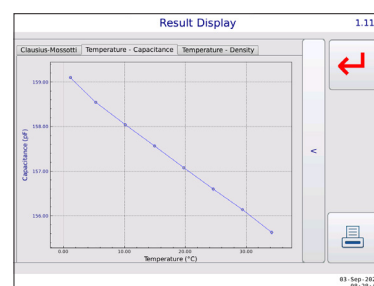 Result Display
1.11
Clausius-Mossotti
Temperature - Capacitance
Temperature - Density
Capacitance (pF)
159.00
158.00
157.00
156.00
0.00
10.00
20.00
30.00
Temperature (°C)
<
03-Sep-202